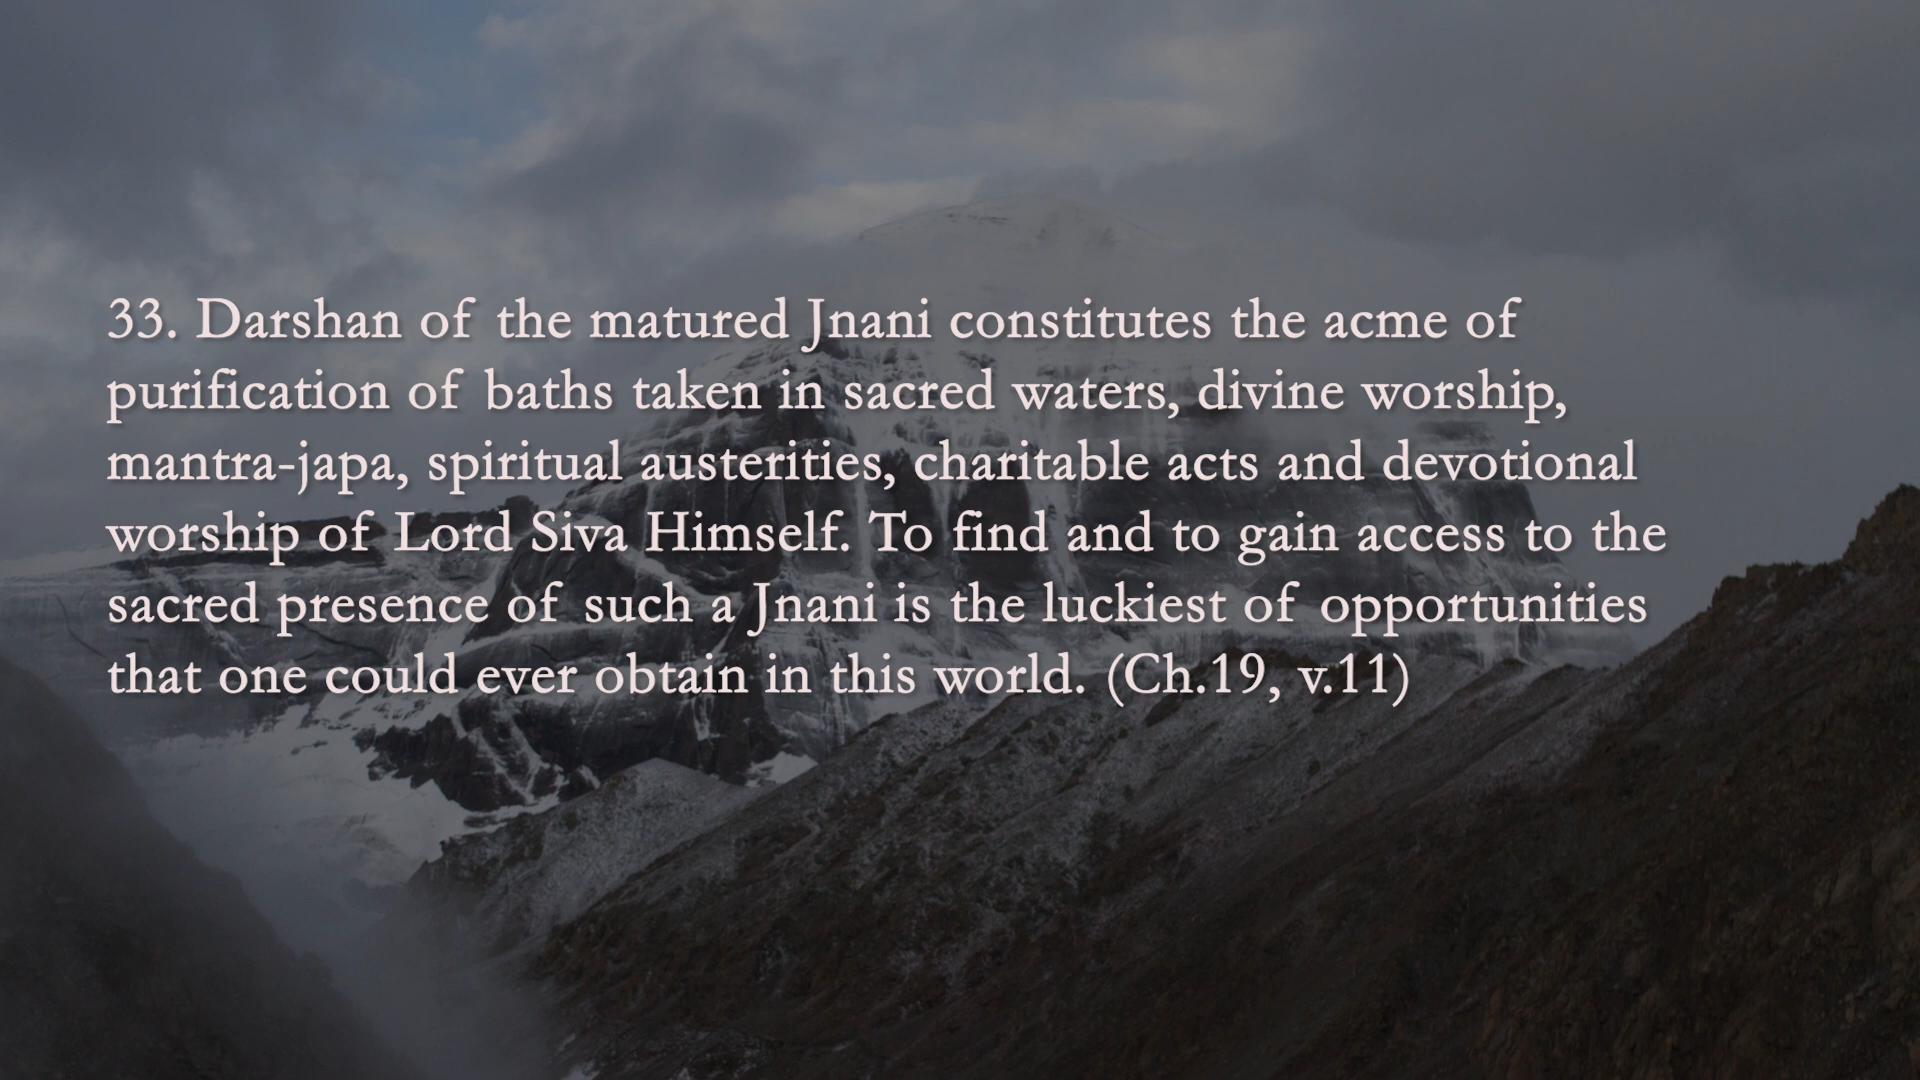 33. Darshan of the matured Jnani constitutes the acme of
purification of baths taken in sacred waters, divine worship,
mantra-japa, spiritual austerities, charitable acts and devotional
worship of Lord Siva Himself. To find and to gain access to the
sacred presence of such a Jnani is the luckiest of opportunities
that one could ever obtain in this world. (Ch.19, v.11)